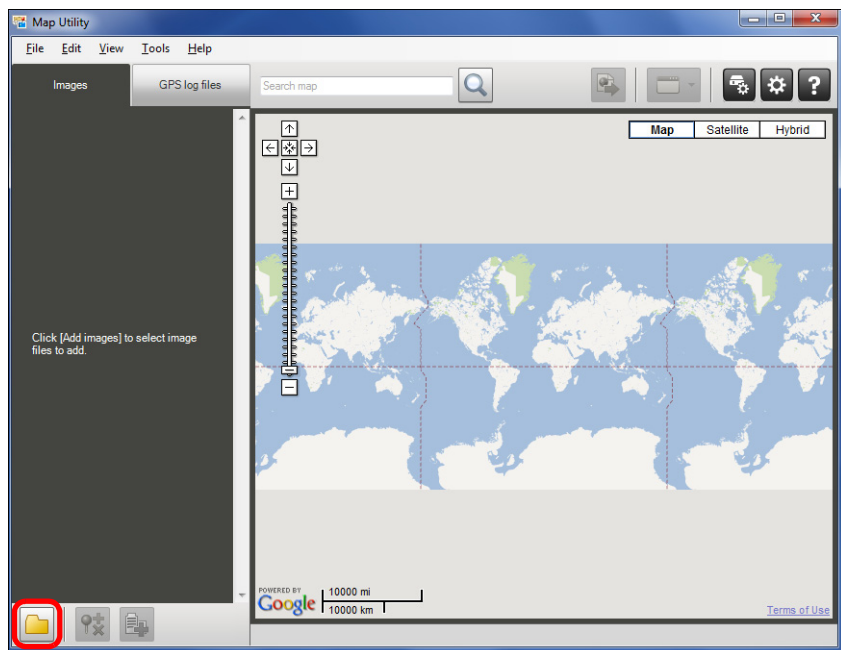 Map Utility
File Edit View Tools Help
Images GPS log files Search map
Map Satellite Hybrid
Click [Add images] to select image
files to add.
POWERED BY
Google
10000 mi
10000 km
Terms of Use